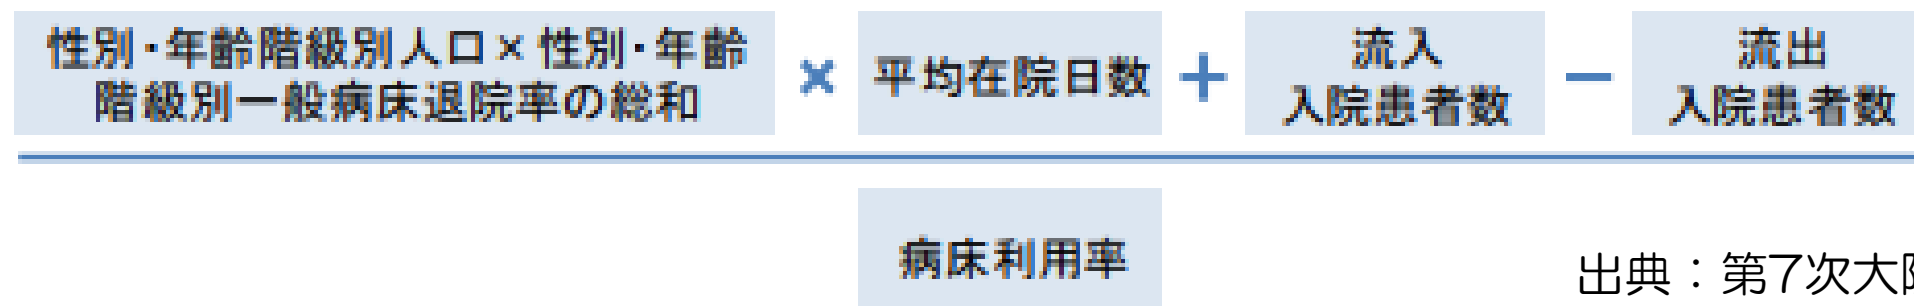 性別・年齢階級別人口×性別・年齢
階級別一般病床退院率の総和
×
平均在院日数
+
流入
入院患者数
−
流出
入院患者数
病床利用率
出典：第7次大